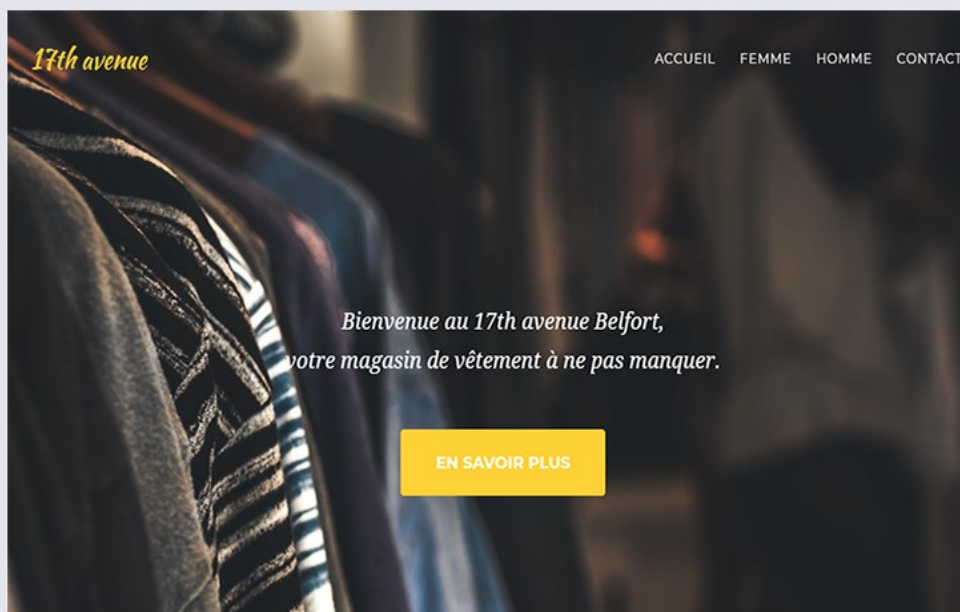 17th avenue
ACCUEIL FEMME HOMME CONTACT
Bienvenue au 17th avenue Belfort,
votre magasin de vêtement à ne pas manquer.
EN SAVOIR PLUS